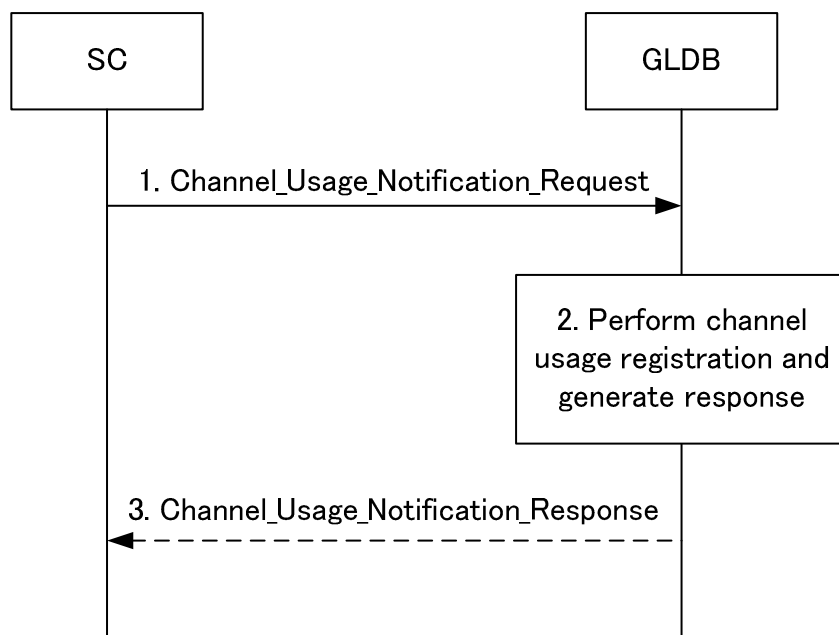 SC
GLDB
1. Channel_Usage_Notification_Request
2. Perform channel
usage registration and
generate response
3. Channel_Usage_Notification_Response